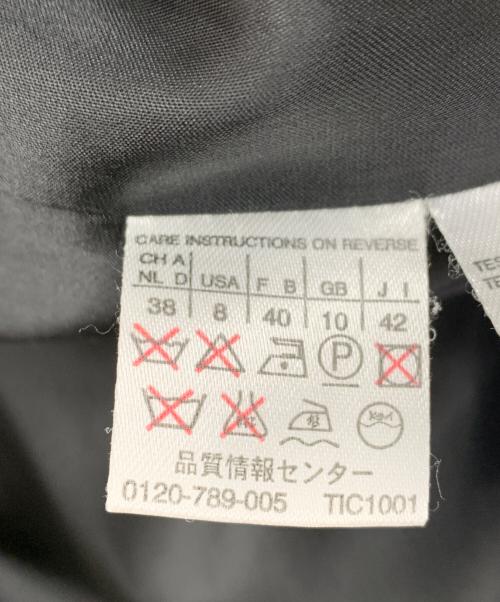 CARE INSTRUCTIONS ON REVERSE
CH A
NL D USA F B GB J I
38 8 40 10 42
P
品質情報センター
0120-789-005 TIC1001
TES